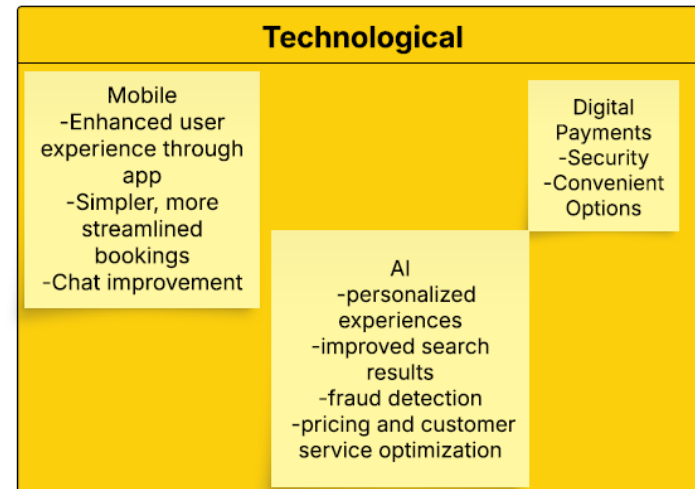 Technological
Mobile
-Enhanced user
experience through
app
-Simpler, more
streamlined
bookings
-Chat improvement
AI
-personalized
experiences
-improved search
results
-fraud detection
-pricing and customer
service optimization
Digital
Payments
-Security
-Convenient
Options